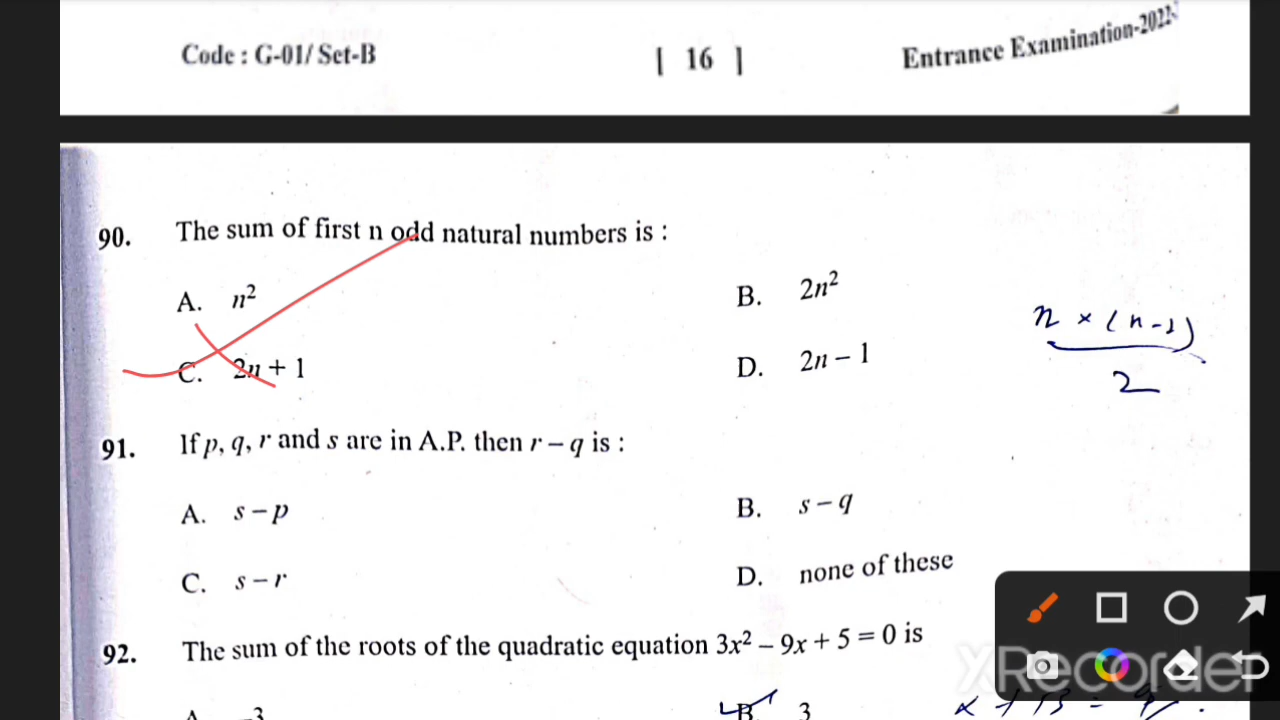 Code : G-01/ Set-B [ 16 ] Entrance Examination-2022
90. The sum of first n odd natural numbers is :
A. n² B. 2n²
n × (n-1)
C. 2n + 1 D. 2n – 1
2
91. If p, q, r and s are in A.P. then r – q is :
A. s – p B. s – q
C. s – r D. none of these
92. The sum of the roots of the quadratic equation 3x² – 9x + 5 = 0 is
XRecorder
A. -3 B. 3